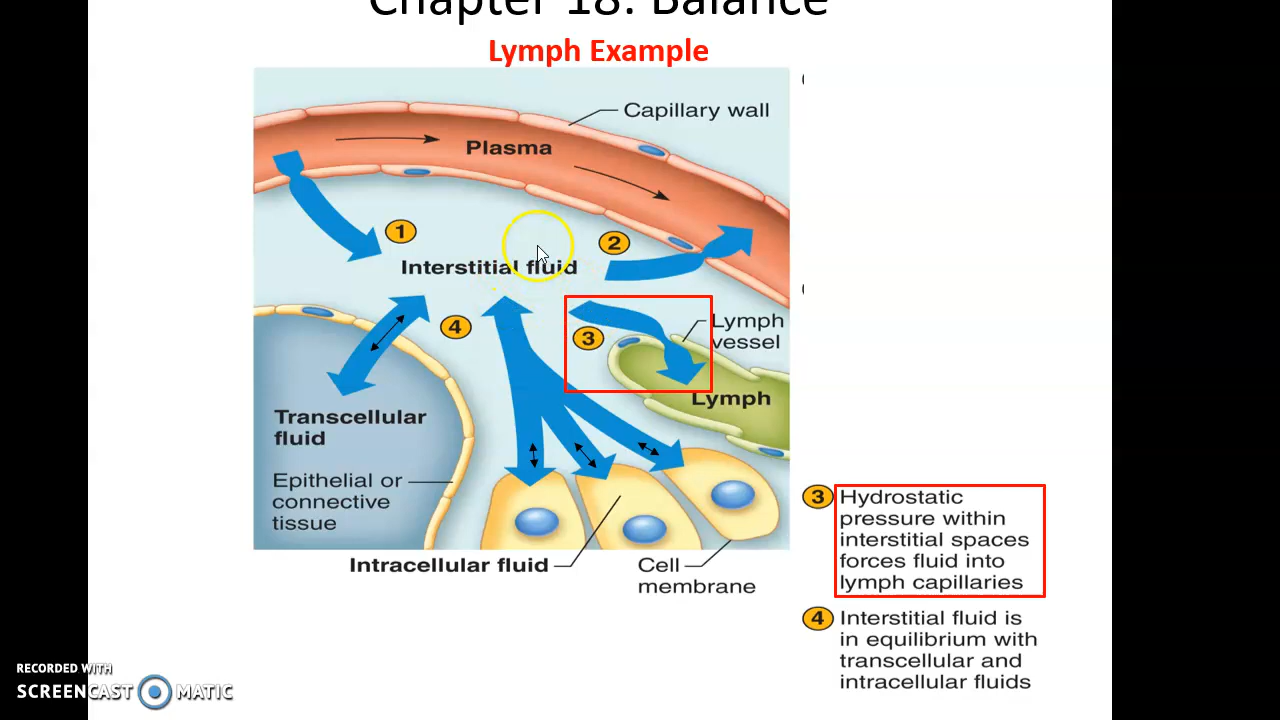 Chapter 18: Balance
Lymph Example
Capillary wall
Plasma
1
2
Interstitial fluid
4
3
Lymph
vessel
Lymph
Transcellular
fluid
Epithelial or
connective
tissue
Intracellular fluid
Cell
membrane
3 Hydrostatic
pressure within
interstitial spaces
forces fluid into
lymph capillaries
4 Interstitial fluid is
in equilibrium with
transcellular and
intracellular fluids
RECORDED WITH
SCREENCAST MATIC